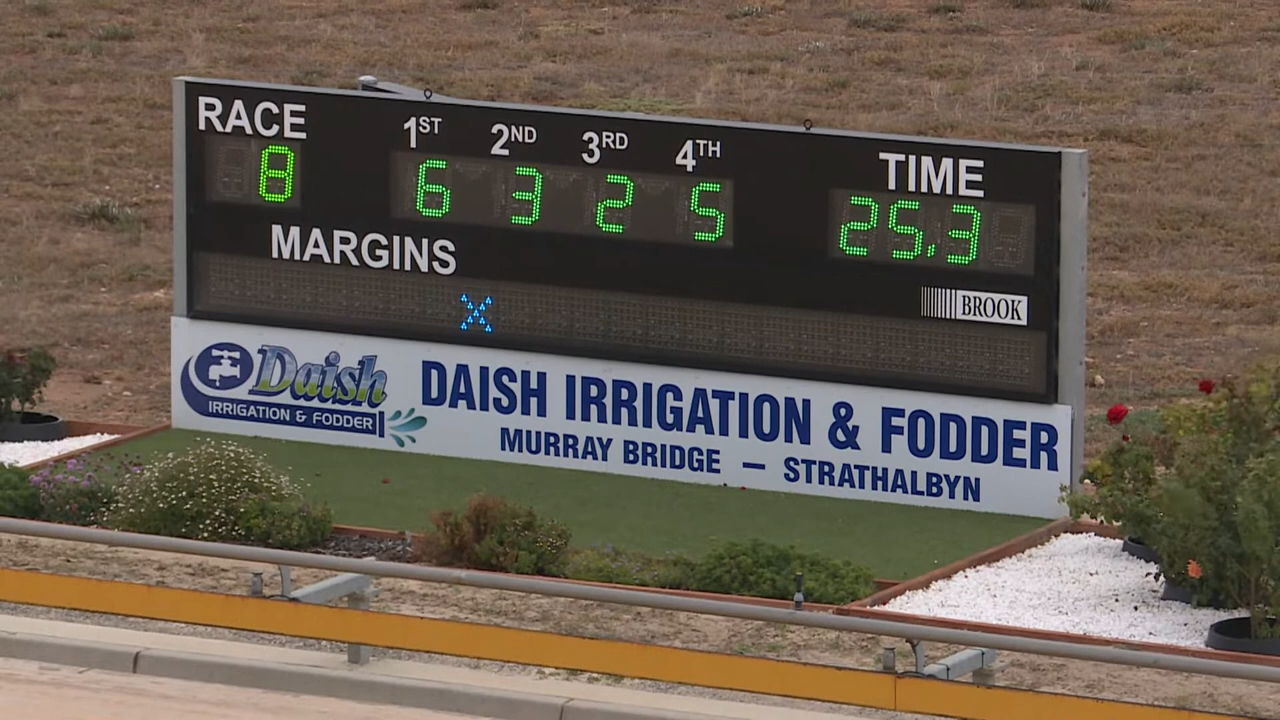 RACE 1ST 2ND 3RD 4TH TIME
8 6 3 2 5 25.3
MARGINS
X
BROOK
Daish
IRRIGATION & FODDER
DAISH IRRIGATION & FODDER
MURRAY BRIDGE – STRATHALBYN